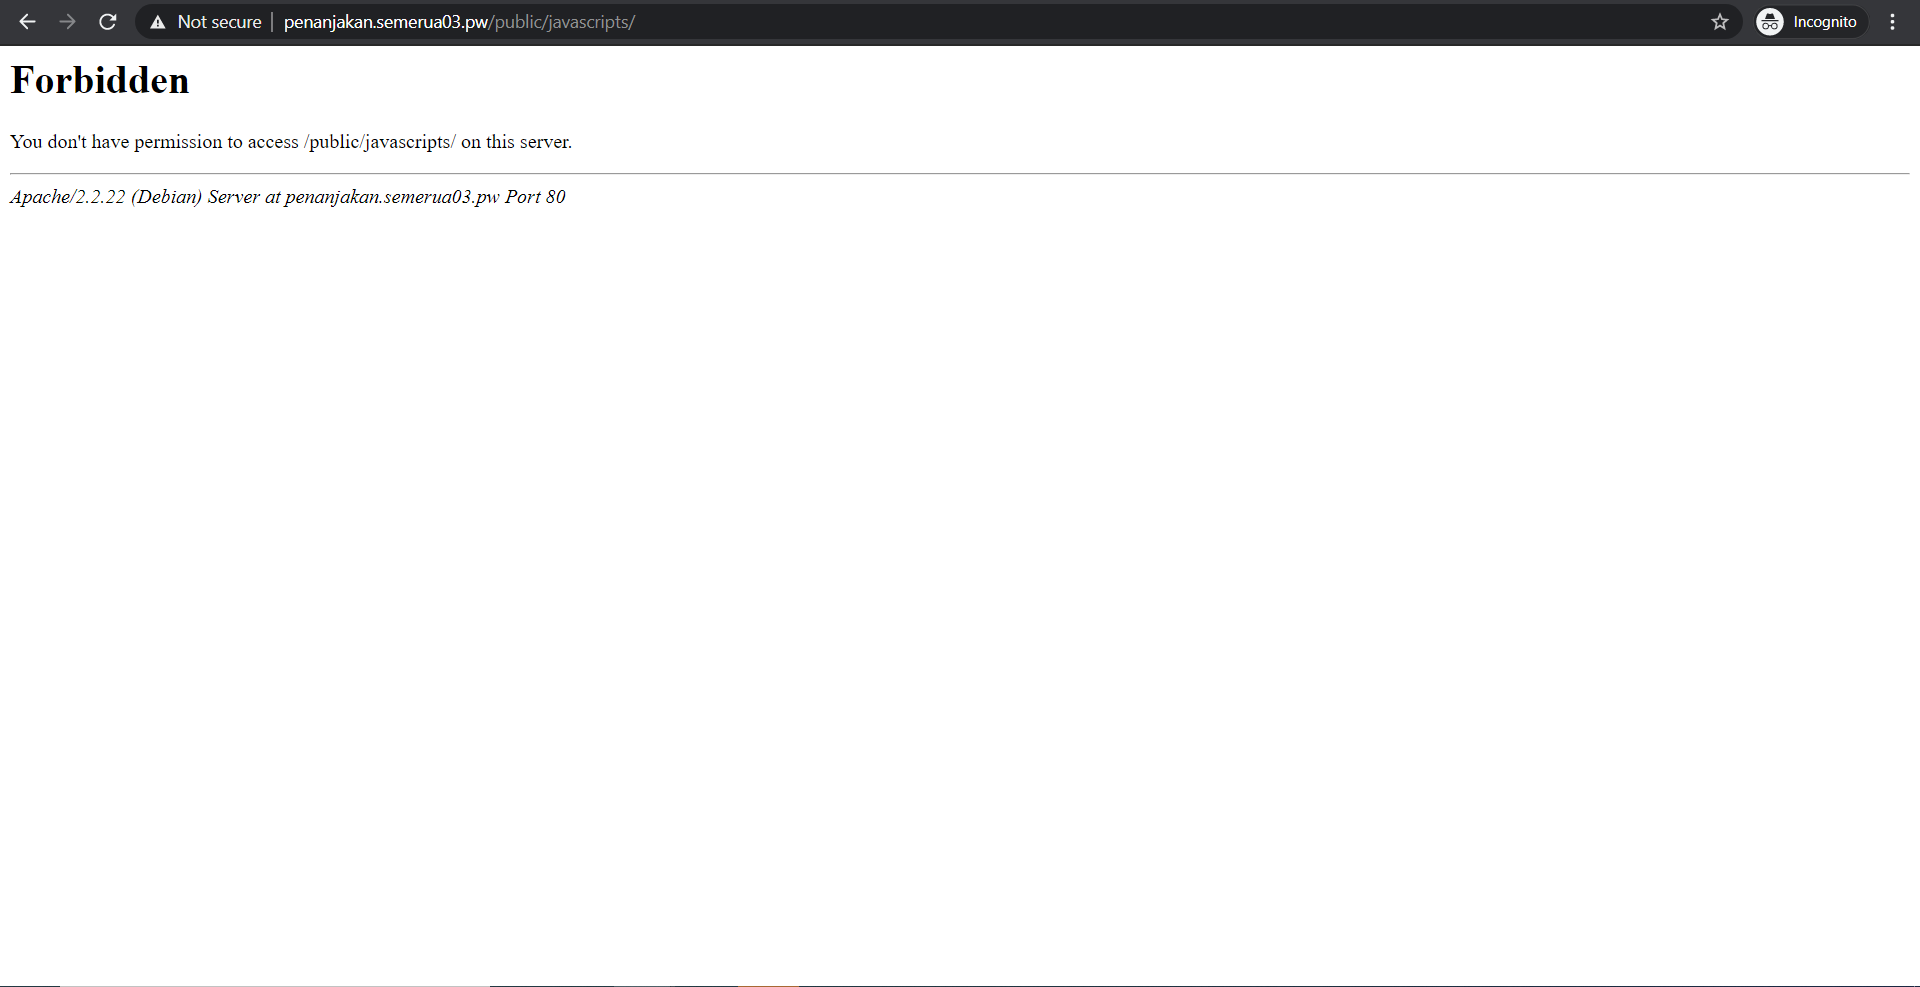 Not secure | penanjakan.semerua03.pw/public/javascripts/
Incognito
Forbidden
You don't have permission to access /public/javascripts/ on this server.
Apache/2.2.22 (Debian) Server at penanjakan.semerua03.pw Port 80